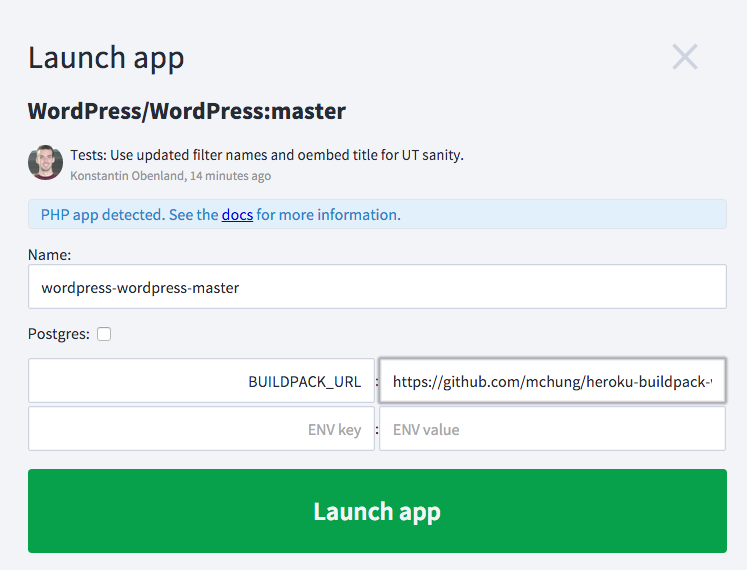 Launch app
WordPress/WordPress:master
Tests: Use updated filter names and oembed title for UT sanity.
Konstantin Obenland, 14 minutes ago
PHP app detected. See the docs for more information.
Name:
wordpress-wordpress-master
Postgres:
BUILDPACK_URL : https://github.com/mchung/heroku-buildpack-
ENV key : ENV value
Launch app